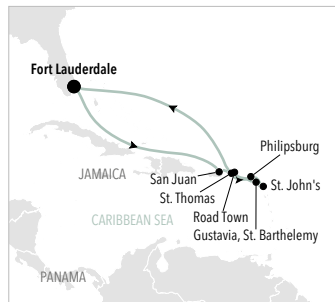 Fort Lauderdale
Philipsburg
JAMAICA
San Juan
St. John's
St. Thomas
Road Town
CARIBBEAN SEA
Gustavia, St. Barthelemy
PANAMA